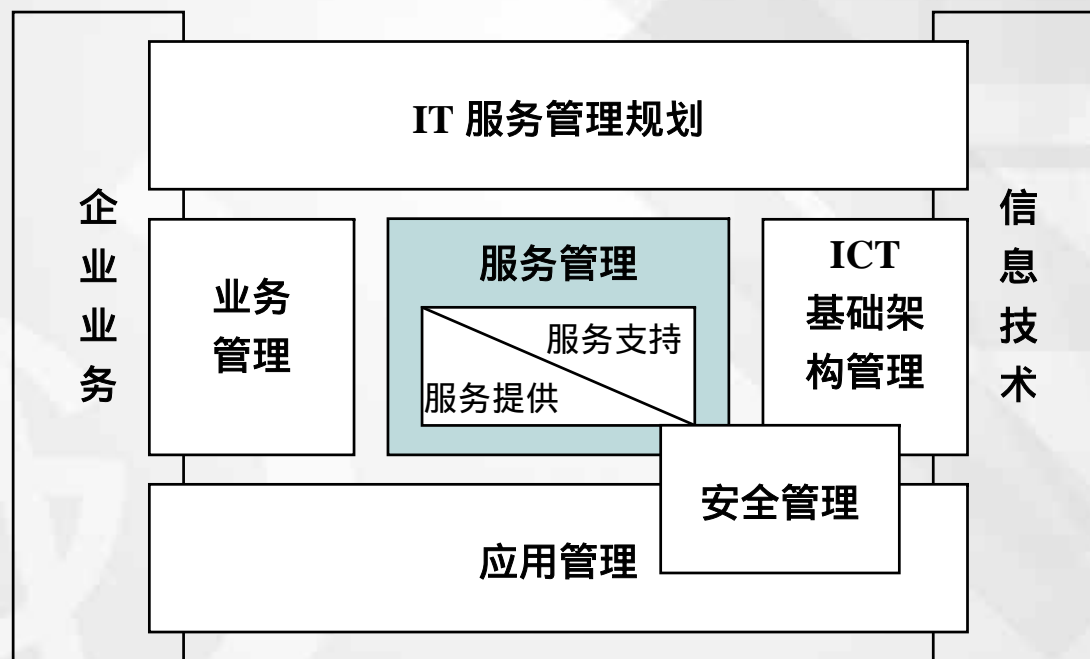 IT 服务管理规划
企
业
业
务
业务
管理
服务管理
服务支持
服务提供
ICT
基础架
构管理
信
息
技
术
安全管理
应用管理